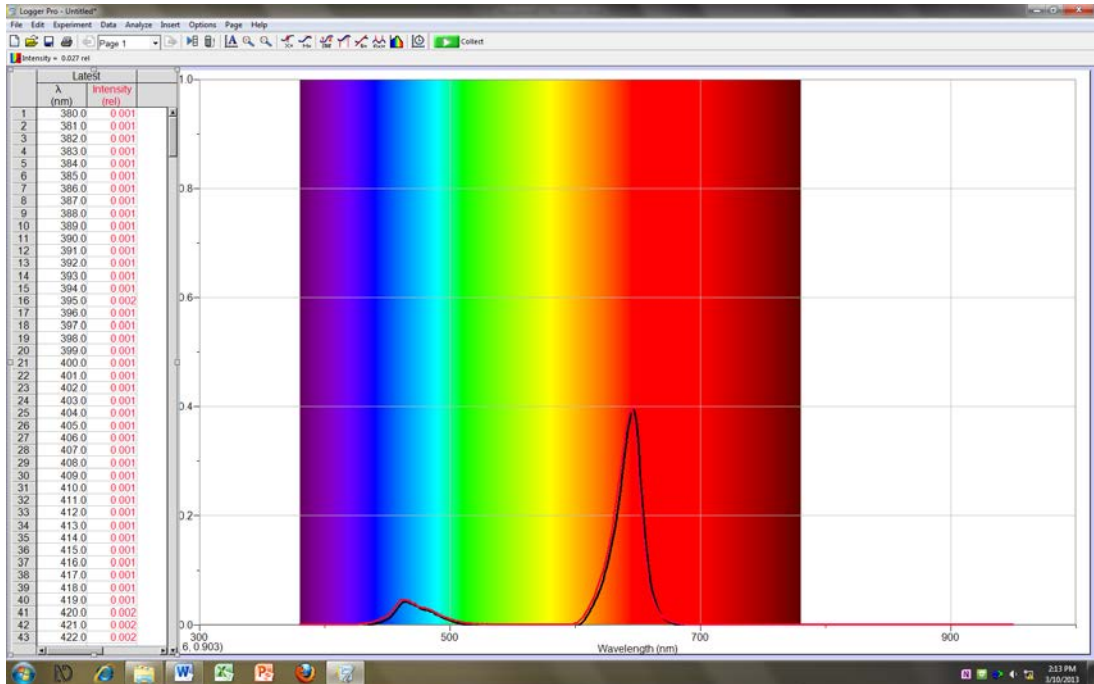 Logger Pro - Untitled*
File Edit Experiment Data Analyze Insert Options Page Help
Page 1
Collect
Intensity = 0.027 rel
Latest
λ Intensity
(nm) (rel)
1 380.0 0.001
2 381.0 0.001
3 382.0 0.001
4 383.0 0.001
5 384.0 0.001
6 385.0 0.001
7 386.0 0.001
8 387.0 0.001
9 388.0 0.001
10 389.0 0.001
11 390.0 0.001
12 391.0 0.001
13 392.0 0.001
14 393.0 0.001
15 394.0 0.001
16 395.0 0.002
17 396.0 0.001
18 397.0 0.001
19 398.0 0.001
20 399.0 0.001
21 400.0 0.001
22 401.0 0.001
23 402.0 0.001
24 403.0 0.001
25 404.0 0.001
26 405.0 0.001
27 406.0 0.001
28 407.0 0.001
29 408.0 0.001
30 409.0 0.001
31 410.0 0.001
32 411.0 0.001
33 412.0 0.001
34 413.0 0.001
35 414.0 0.001
36 415.0 0.001
37 416.0 0.001
38 417.0 0.001
39 418.0 0.001
40 419.0 0.001
41 420.0 0.002
42 421.0 0.002
43 422.0 0.002
1.0
0.8
0.6
0.4
0.2
0.0
300 500 700 900
6, 0.903)
Wavelength (nm)
2:13 PM
3/10/2013